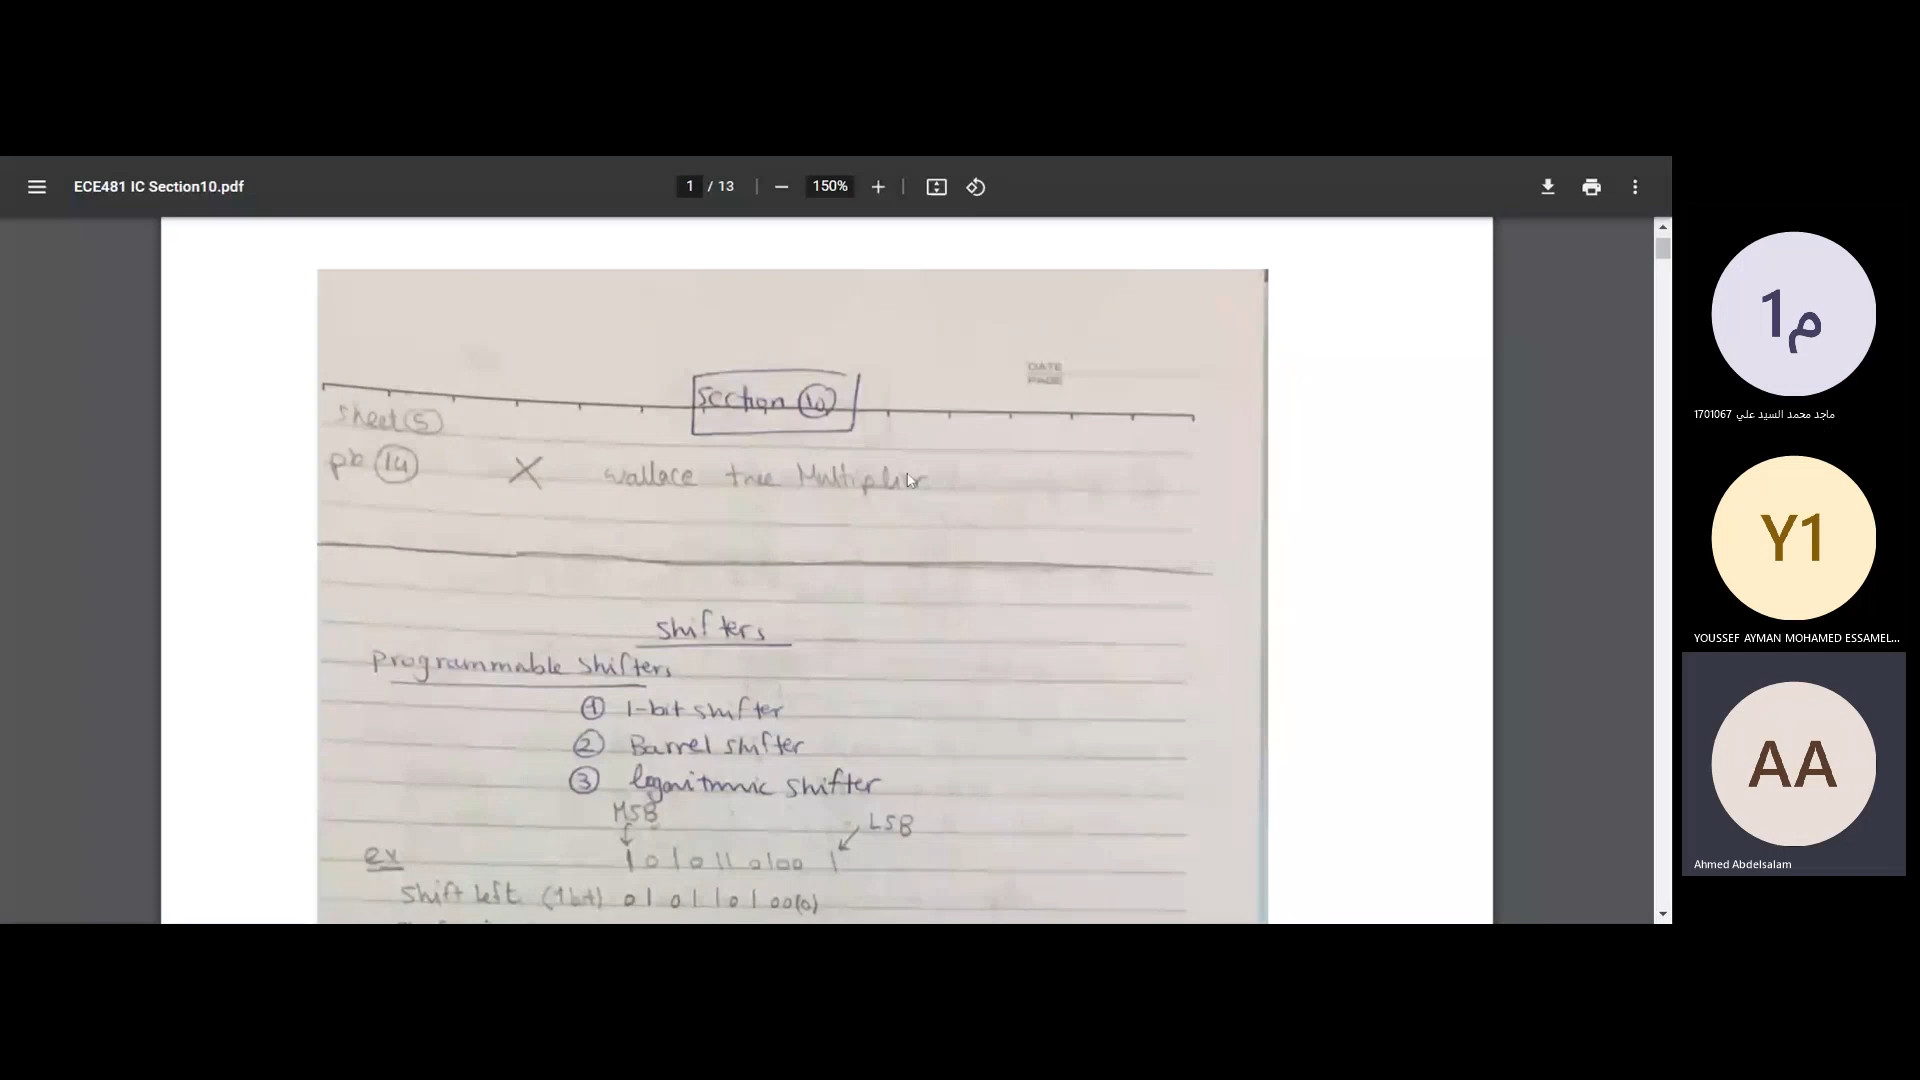 ECE481 IC Section10.pdf
1 / 13
150%
DATE
PAGE
Section 10
sheet 5
pb 14 X wallace tree Multiplier
shifters
programmable shifters
1 1-bit shifter
2 Barrel shifter
3 logaritmic shifter
MSB
LSB
ex 1 0 1 0 1 1 0 1 0 0 1
Shift left (1bit) 0 1 0 1 1 0 1 0 0 (0)
م1
ماجد محمد السيد علي 1701067
Y1
YOUSSEF AYMAN MOHAMED ESSAMEL...
AA
Ahmed Abdelsalam